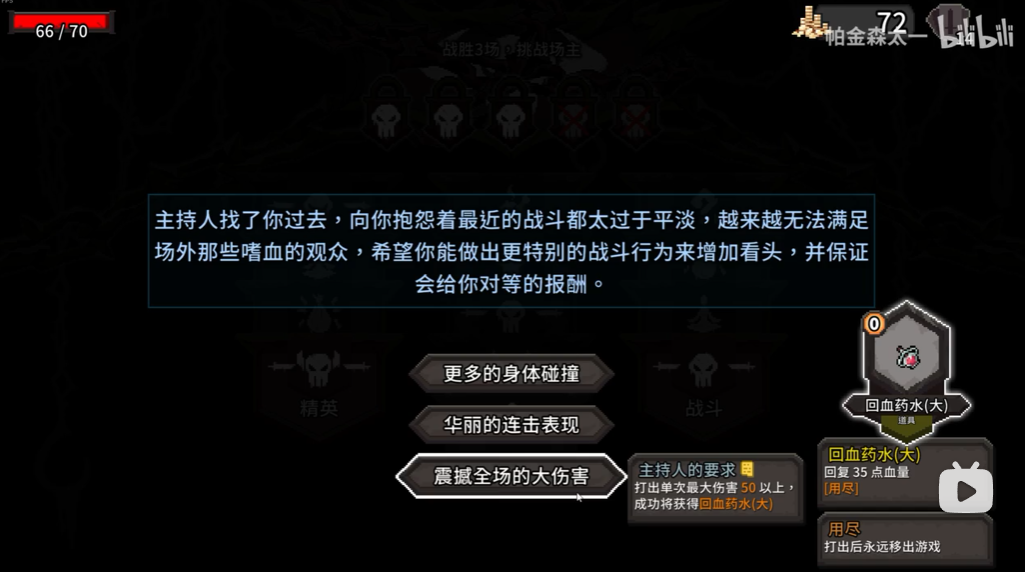 66 / 70
72
帕金森太一
bilibili
14
战胜3场，挑战场主
主持人找了你过去，向你抱怨着最近的战斗都太过于平淡，越来越无法满足
场外那些嗜血的观众，希望你能做出更特别的战斗行为来增加看头，并保证
会给你对等的报酬。
精英
战斗
更多的身体碰撞
华丽的连击表现
震撼全场的大伤害
主持人的要求
打出单次最大伤害 50 以上，
成功将获得回血药水(大)
0
回血药水(大)
道具
回血药水(大)
回复 35 点血量
[用尽]
用尽
打出后永远移出游戏